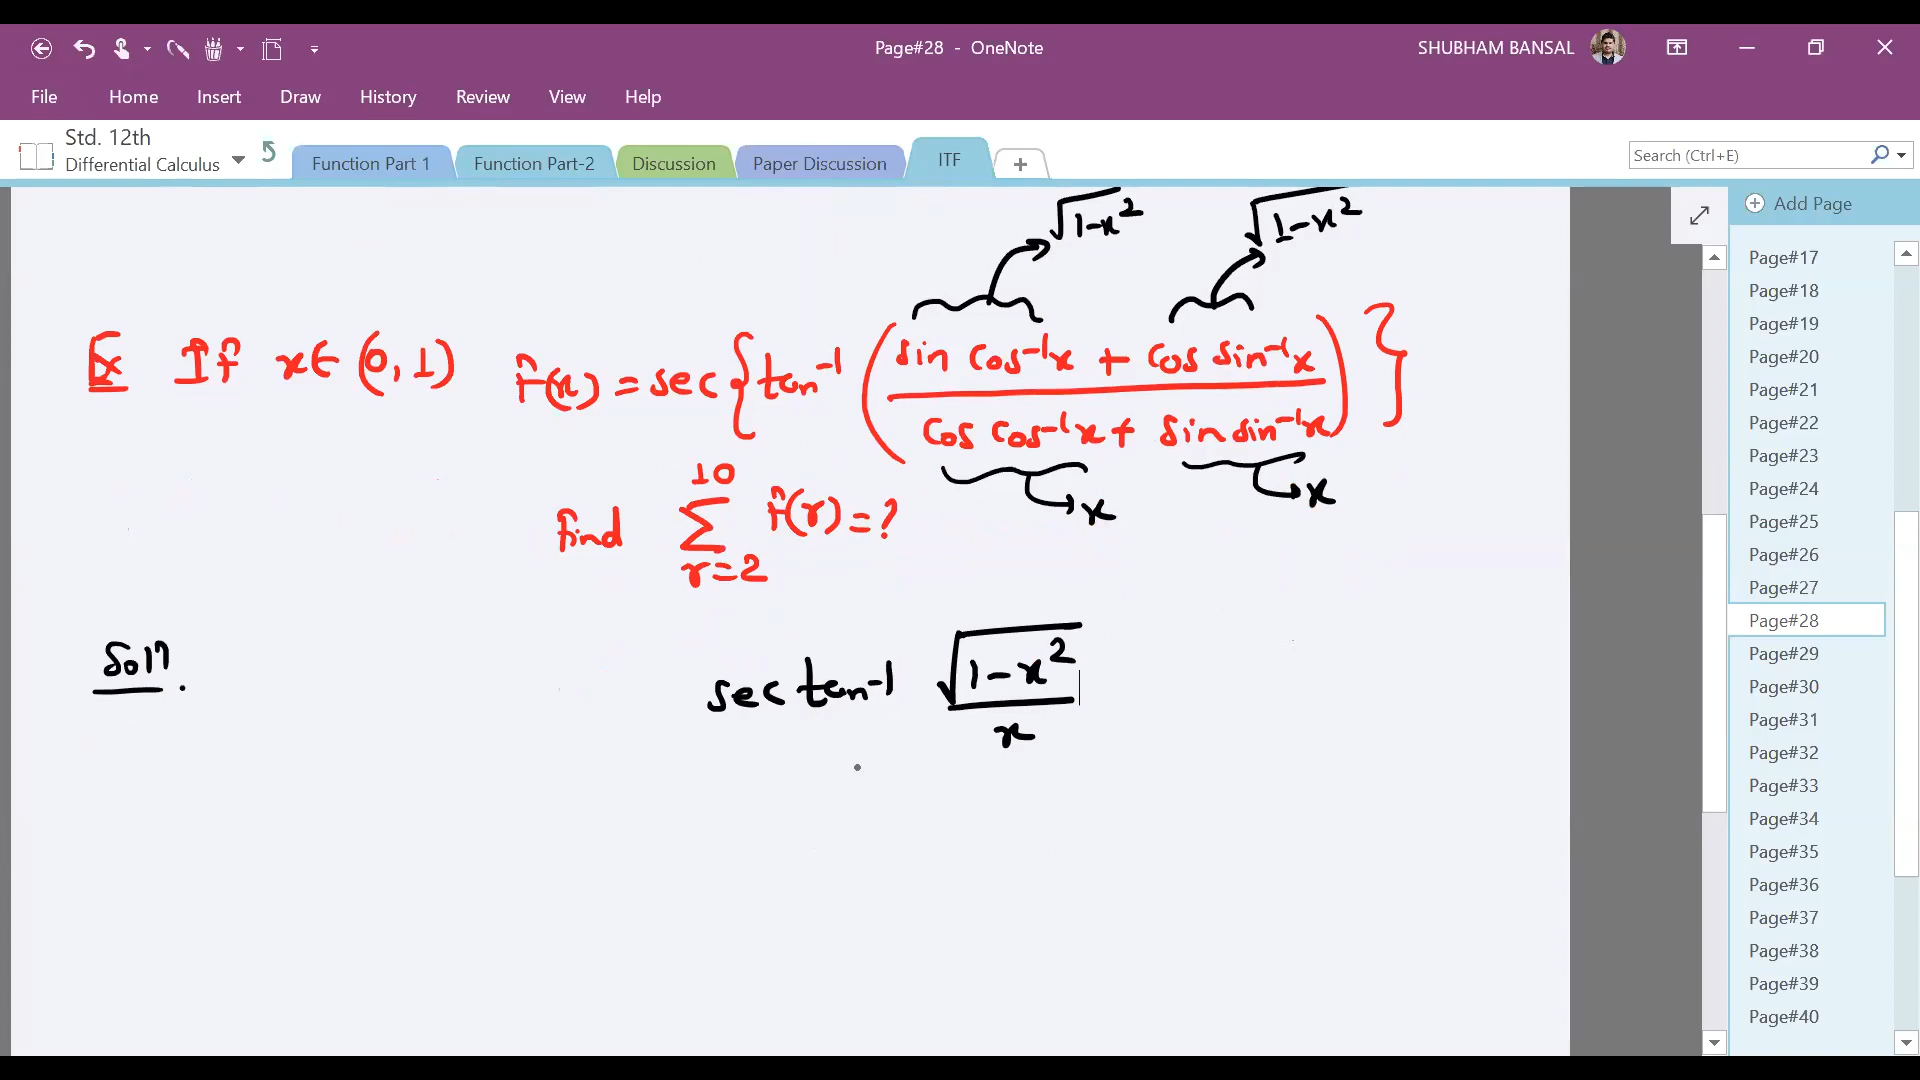 Page#28 - OneNote
SHUBHAM BANSAL
File Home Insert Draw History Review View Help
Std. 12th
Differential Calculus
Function Part 1
Function Part-2
Discussion
Paper Discussion
ITF
Search (Ctrl+E)
Add Page
√(1-x²) √(1-x²)
Ex If x∈(0,1) f(x) = sec{tan⁻¹((sin cos⁻¹x + cos sin⁻¹x)/(cos cos⁻¹x + sin sin⁻¹x))}
x x
find ∑_{r=2}^{10} f(r) = ?
Soln.
sec tan⁻¹ √(1-x²)/x
Page#17
Page#18
Page#19
Page#20
Page#21
Page#22
Page#23
Page#24
Page#25
Page#26
Page#27
Page#28
Page#29
Page#30
Page#31
Page#32
Page#33
Page#34
Page#35
Page#36
Page#37
Page#38
Page#39
Page#40